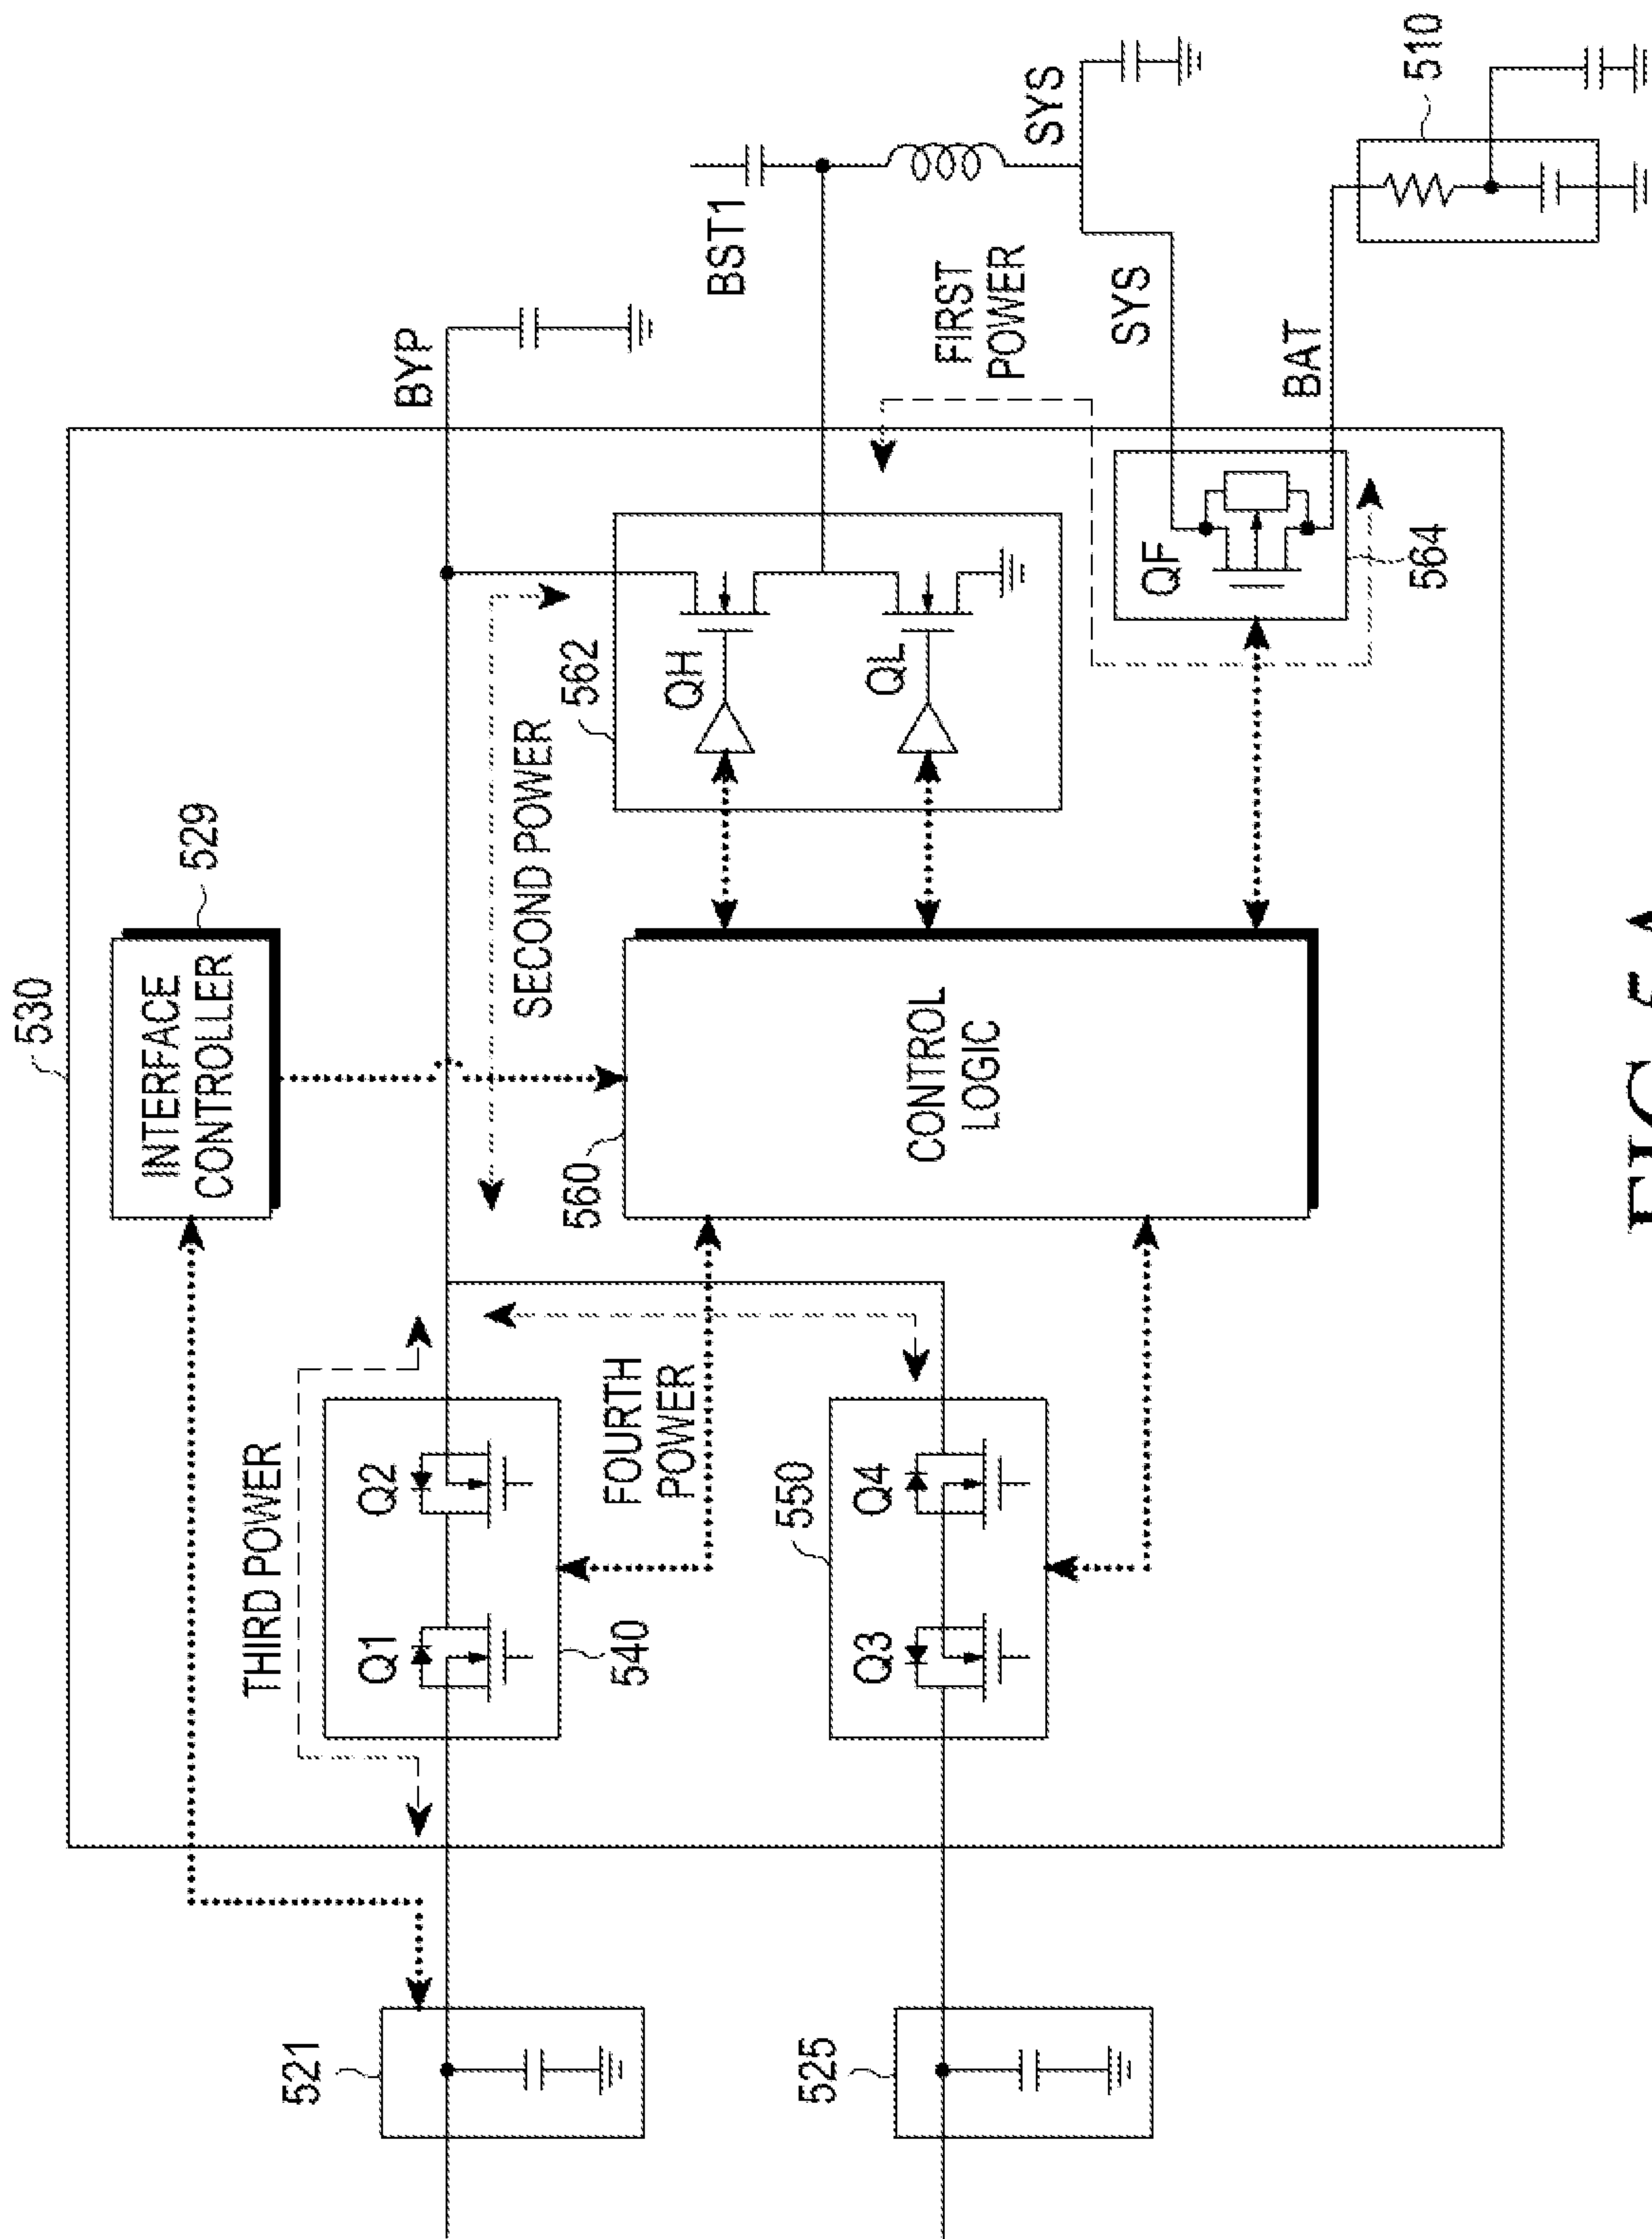 530
INTERFACE
CONTROLLER
529
BYP
THIRD POWER
SECOND POWER
521
Q1
Q2
540
FOURTH
POWER
560
CONTROL
LOGIC
562
QH
QL
BST1
FIRST
POWER
SYS
SYS
525
550
Q3
Q4
QF
564
BAT
510